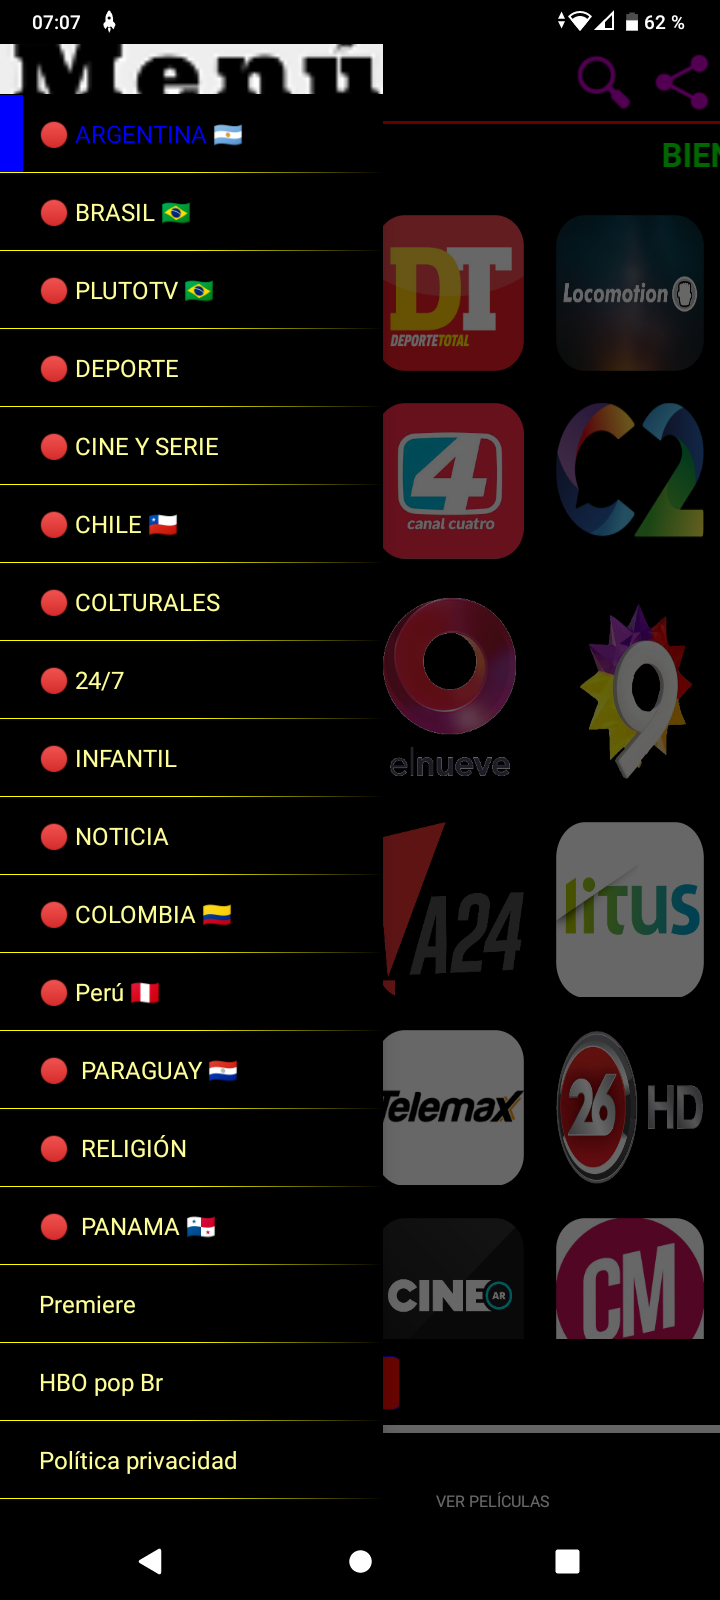 07:07
62 %
Menú
🔴 ARGENTINA 🇦🇷
🔴 BRASIL 🇧🇷
🔴 PLUTOTV 🇧🇷
🔴 DEPORTE
🔴 CINE Y SERIE
🔴 CHILE 🇨🇱
🔴 COLTURALES
🔴 24/7
🔴 INFANTIL
🔴 NOTICIA
🔴 COLOMBIA 🇨🇴
🔴 Perú 🇵🇪
🔴 PARAGUAY 🇵🇾
🔴 RELIGIÓN
🔴 PANAMA 🇵🇦
Premiere
HBO pop Br
Política privacidad
BIEN
DT
DEPORTETOTAL
Locomotion
4
canal cuatro
C2
elnueve
9
A24
litus
Telemax
26 HD
CINE AR
CM
VER PELÍCULAS